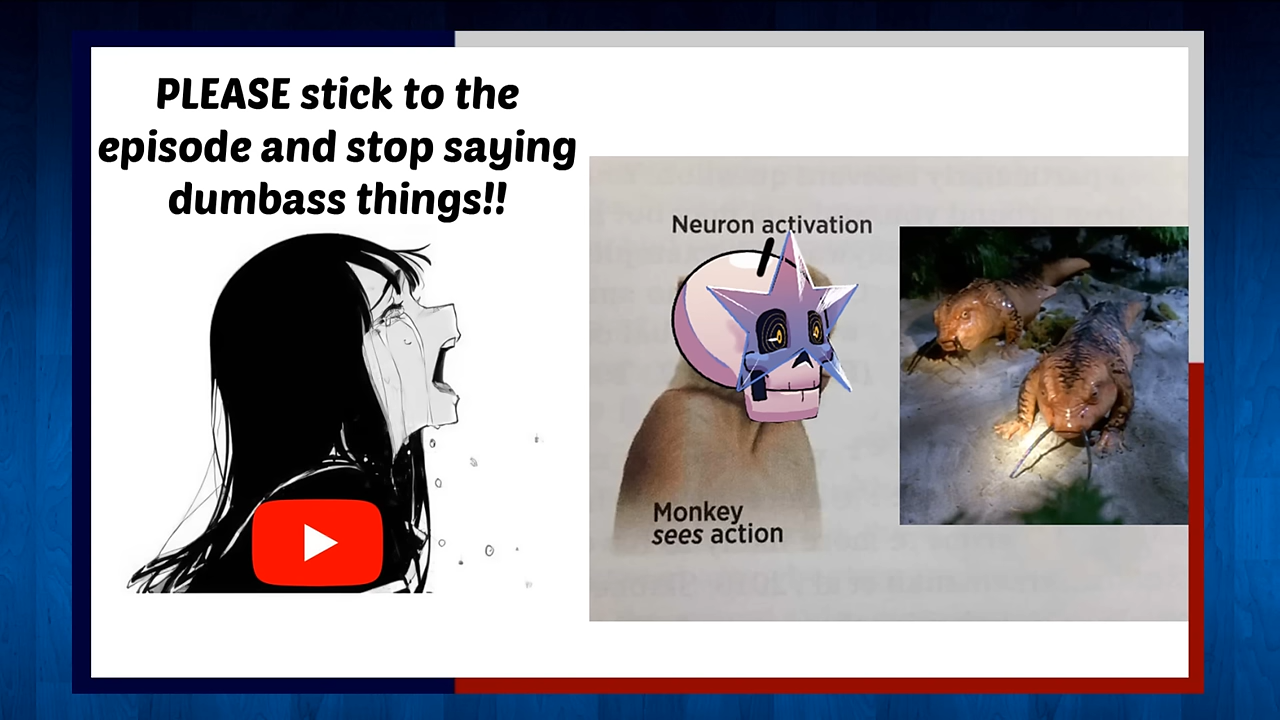 PLEASE stick to the
episode and stop saying
dumbass things!!
Neuron activation
Monkey
sees action